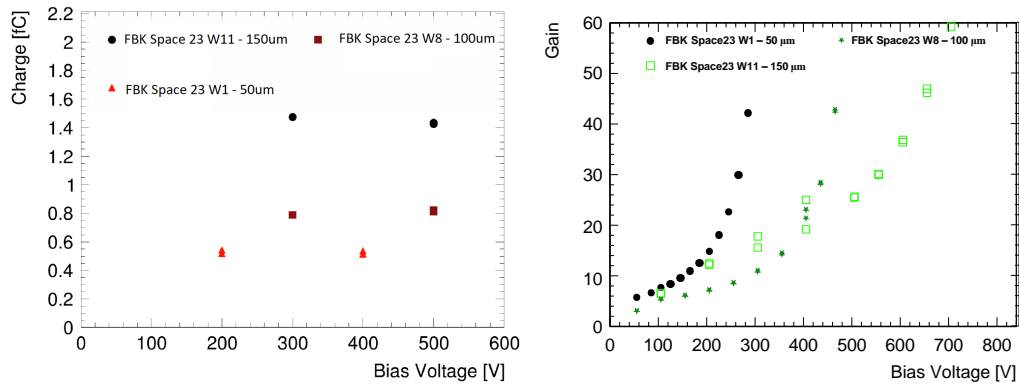 Charge [fC]
2.2
2
1.8
1.6
1.4
1.2
1
0.8
0.6
0.4
0.2
0
FBK Space 23 W11 - 150um
FBK Space 23 W8 - 100um
FBK Space 23 W1 - 50um
0 100 200 300 400 500 600
Bias Voltage [V]
Gain
60
50
40
30
20
10
0
FBK Space23 W1 – 50 μm
FBK Space23 W8 – 100 μm
FBK Space23 W11 – 150 μm
0 100 200 300 400 500 600 700 800
Bias Voltage [V]